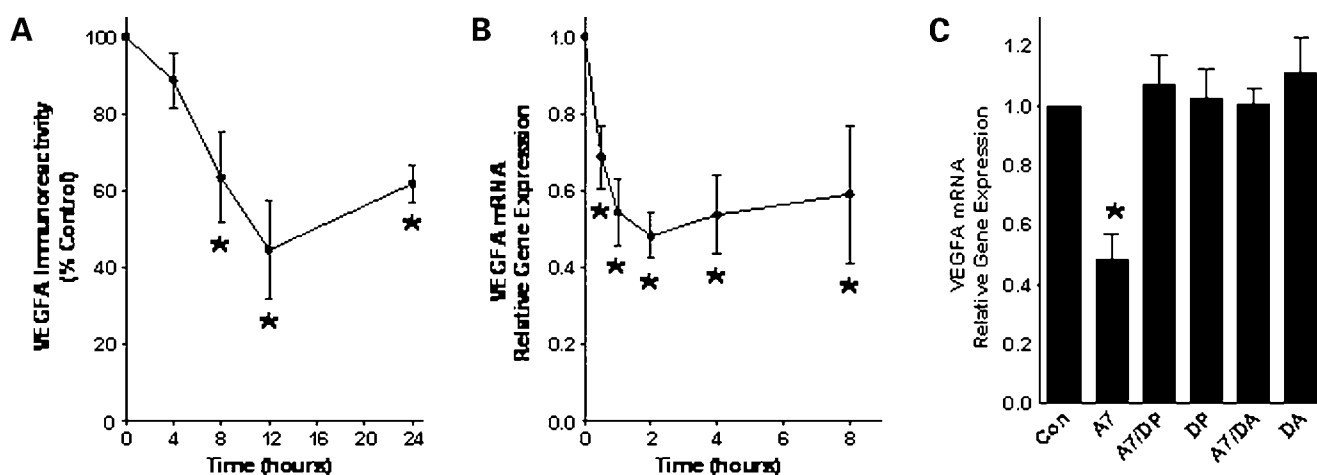 A
VEGFA Immunoreactivity
(% Control)
100
80
60
40
20
0
0 4 8 12 16 20 24
Time (hours)
B
VEGFA mRNA
Relative Gene Expression
1.0
0.8
0.6
0.4
0.2
0.0
0 2 4 6 8
Time (hours)
C
VEGFA mRNA
Relative Gene Expression
1.2
1.0
0.8
0.6
0.4
0.2
0.0
Con A7 A7/DP DP A7/DA DA